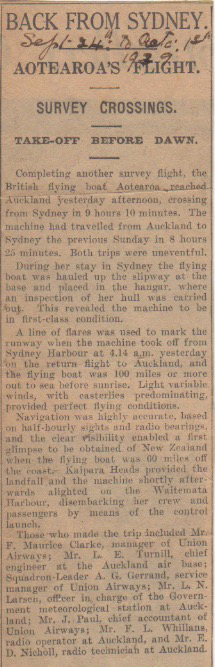 BACK FROM SYDNEY.
Sept 24th to Oct. 1st
1939
AOTEAROA'S FLIGHT.
SURVEY CROSSINGS.
TAKE-OFF BEFORE DAWN.
Completing another survey flight, the
British flying boat Aotearoa reached
Auckland yesterday afternoon, crossing
from Sydney in 9 hours 10 minutes. The
machine had travelled from Auckland to
Sydney the previous Sunday in 8 hours
25 minutes. Both trips were uneventful.
During her stay in Sydney the flying
boat was hauled up the slipway at the
base and placed in the hangar, where
an inspection of her hull was carried
out. This revealed the machine to be
in first-class condition.
A line of flares was used to mark the
runway when the machine took off from
Sydney Harbour at 4.14 a.m. yesterday
on the return flight to Auckland, and
the flying boat was 100 miles or more
out to sea before sunrise. Light variable
winds, with easterlies predominating,
provided perfect flying conditions.
Navigation was highly accurate, based
on half-hourly sights and radio bearings,
and the clear visibility enabled a first
glimpse to be obtained of New Zealand
when the flying boat was 60 miles off
the coast. Kaipara Heads provided the
landfall and the machine shortly after-
wards alighted on the Waitemata
Harbour, disembarking her crew and
passengers by means of the control
launch.
Those who made the trip included Mr.
F. Maurice Clarke, manager of Union
Airways; Mr. L. E. Turnill, chief
engineer at the Auckland air base;
Squadron-Leader A. G. Gerrand, service
manager of Union Airways; Mr. I. N.
Larsen, officer in charge of the Govern-
ment meteorological station at Auck-
land; Mr. J. Paul, chief accountant of
Union Airways; Mr. F. L. Whillans,
radio operator at Auckland, and Mr. E.
D. Nicholl, radio technician at Auckland.